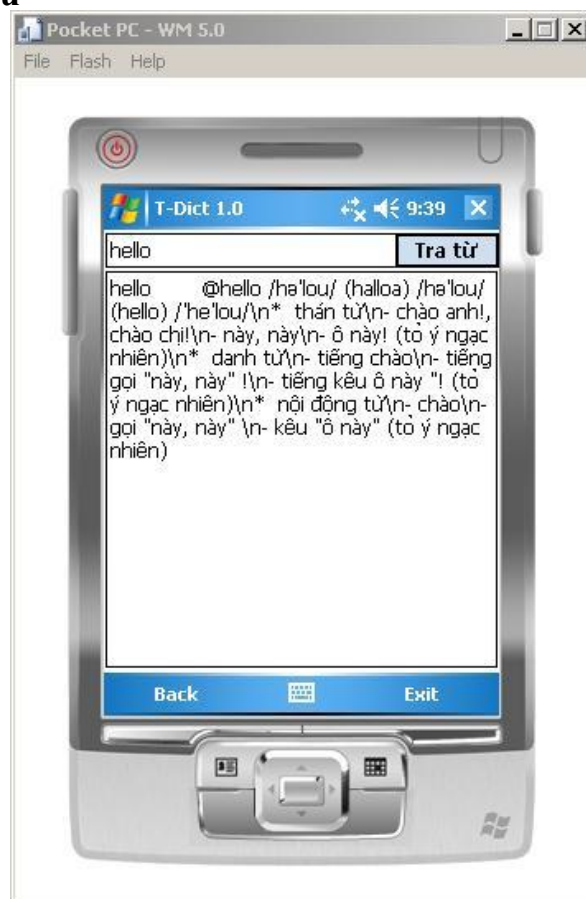 Pocket PC - WM 5.0
File Flash Help
T-Dict 1.0 9:39
hello Tra từ
hello @hello /hə'lou/ (halloa) /hə'lou/
(hello) /'he'lou/\n* thán từ\n- chào anh!,
chào chị!\n- này, này\n- ô này! (tỏ ý ngạc
nhiên)\n* danh từ\n- tiếng chào\n- tiếng
gọi "này, này" !\n- tiếng kêu ô này "! (tỏ
ý ngạc nhiên)\n* nội động từ\n- chào\n-
gọi "này, này" \n- kêu "ô này" (tỏ ý ngạc
nhiên)
Back Exit